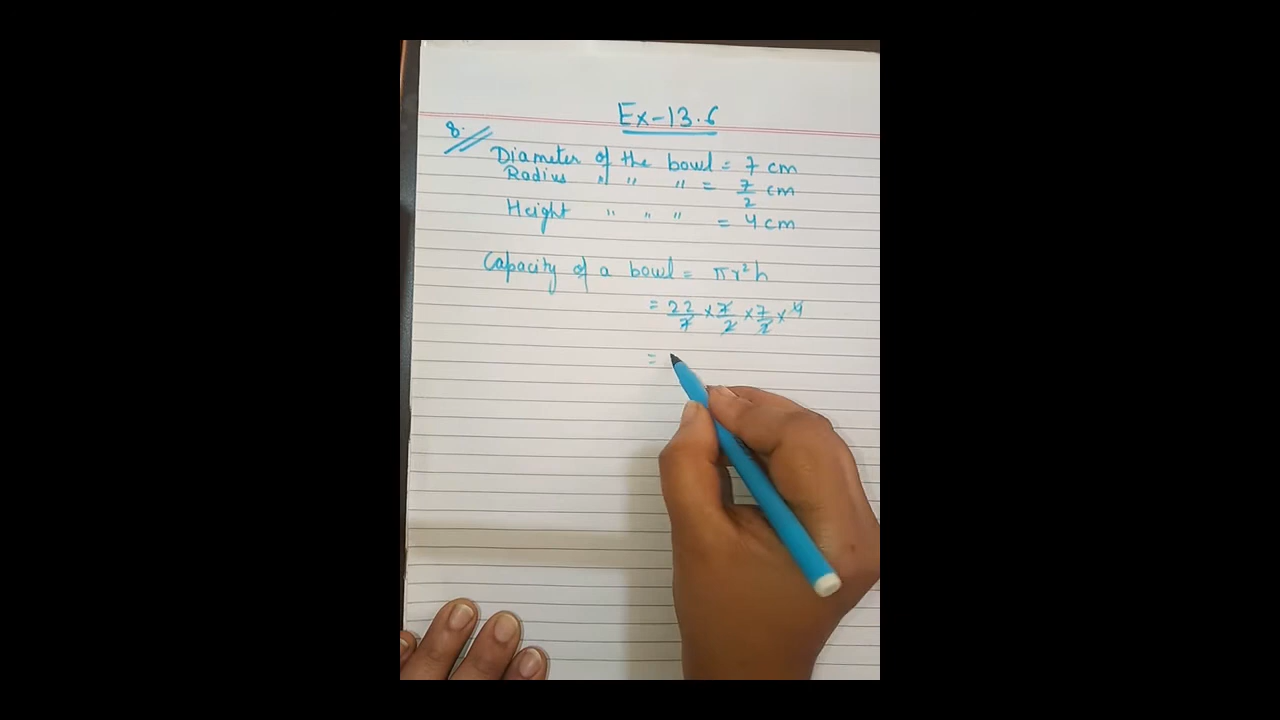 Ex-13.6
8.
Diameter of the bowl = 7 cm
Radius " " " = 7/2 cm
Height " " " = 4 cm
Capacity of a bowl = πr²h
= 22/7 × 7/2 × 7/2 × 4
=